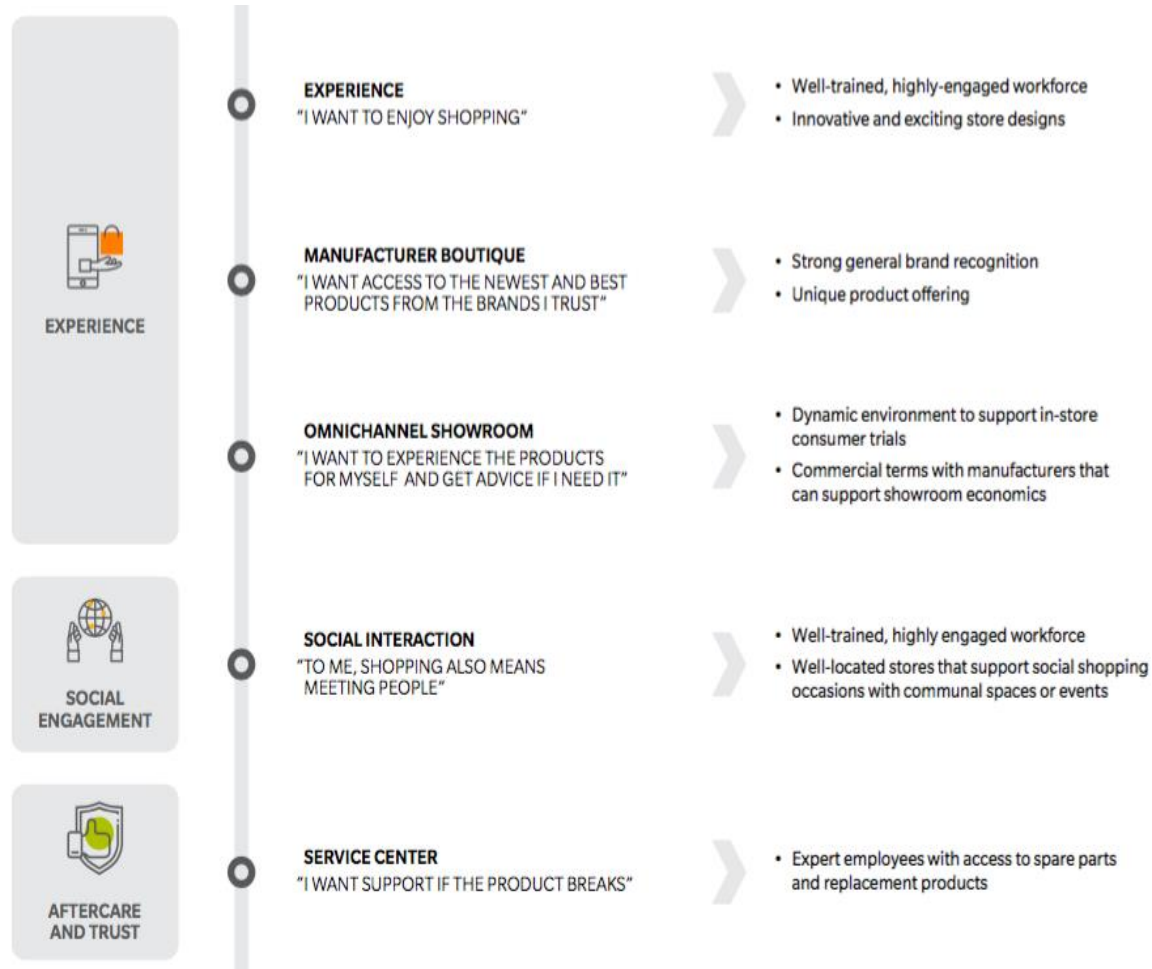 EXPERIENCE
EXPERIENCE
"I WANT TO ENJOY SHOPPING"
• Well-trained, highly-engaged workforce
• Innovative and exciting store designs
MANUFACTURER BOUTIQUE
"I WANT ACCESS TO THE NEWEST AND BEST
PRODUCTS FROM THE BRANDS I TRUST"
• Strong general brand recognition
• Unique product offering
OMNICHANNEL SHOWROOM
"I WANT TO EXPERIENCE THE PRODUCTS
FOR MYSELF AND GET ADVICE IF I NEED IT"
• Dynamic environment to support in-store
consumer trials
• Commercial terms with manufacturers that
can support showroom economics
SOCIAL
ENGAGEMENT
SOCIAL INTERACTION
"TO ME, SHOPPING ALSO MEANS
MEETING PEOPLE"
• Well-trained, highly engaged workforce
• Well-located stores that support social shopping
occasions with communal spaces or events
AFTERCARE
AND TRUST
SERVICE CENTER
"I WANT SUPPORT IF THE PRODUCT BREAKS"
• Expert employees with access to spare parts
and replacement products